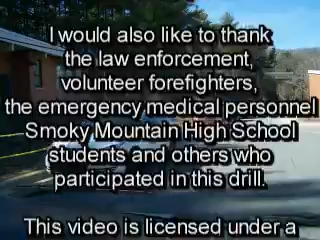 I would also like to thank
the law enforcement,
volunteer forefighters,
the emergency medical personnel
Smoky Mountain High School
students and others who
participated in this drill.
This video is licensed under a